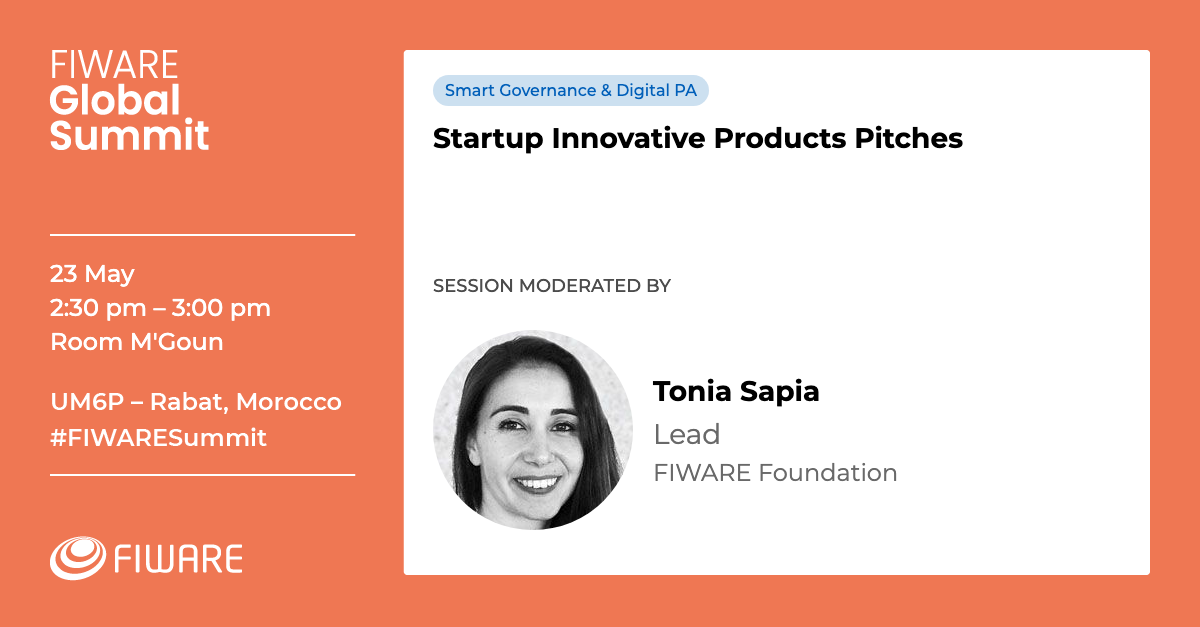 FIWARE
Global
Summit
23 May
2:30 pm – 3:00 pm
Room M'Goun
UM6P – Rabat, Morocco
#FIWARESummit
FIWARE
Smart Governance & Digital PA
Startup Innovative Products Pitches
SESSION MODERATED BY
Tonia Sapia
Lead
FIWARE Foundation